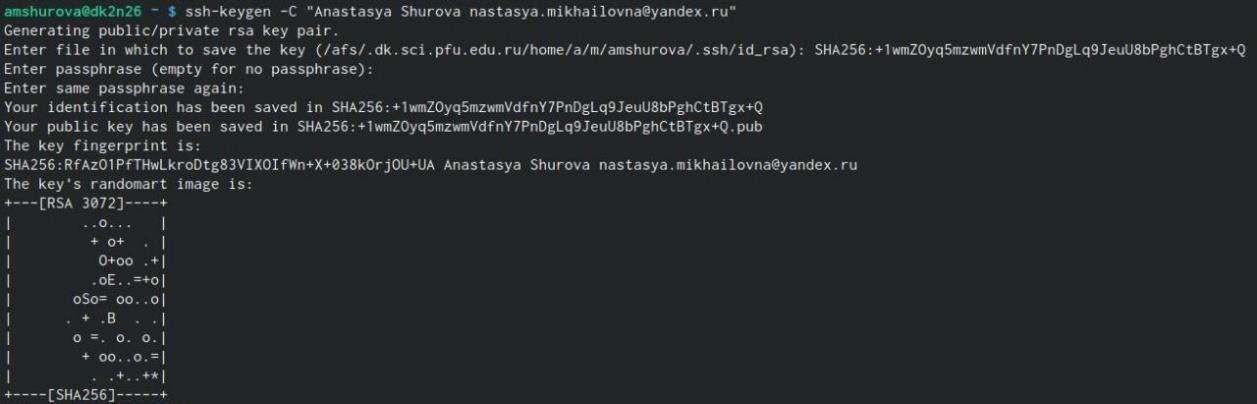 amshurova@dk2n26 ~ $ ssh-keygen -C "Anastasya Shurova nastasya.mikhailovna@yandex.ru"
Generating public/private rsa key pair.
Enter file in which to save the key (/afs/.dk.sci.pfu.edu.ru/home/a/m/amshurova/.ssh/id_rsa): SHA256:+1wmZOyq5mzwmVdfnY7PnDgLq9JeuU8bPghCtBTgx+Q
Enter passphrase (empty for no passphrase):
Enter same passphrase again:
Your identification has been saved in SHA256:+1wmZOyq5mzwmVdfnY7PnDgLq9JeuU8bPghCtBTgx+Q
Your public key has been saved in SHA256:+1wmZOyq5mzwmVdfnY7PnDgLq9JeuU8bPghCtBTgx+Q.pub
The key fingerprint is:
SHA256:RfAzO1PfTHwLkroDtg83VIXOIfWn+X+038kOrjOU+UA Anastasya Shurova nastasya.mikhailovna@yandex.ru
The key's randomart image is:
+---[RSA 3072]----+
|        ..o...   |
|         + o+  . |
|          O+oo .+|
|         .oE..=+o|
|       oSo= oo..o|
|      . + .B  . .|
|       o =. o. o.|
|        + oo..o.=|
|         . .+..+*|
+----[SHA256]-----+